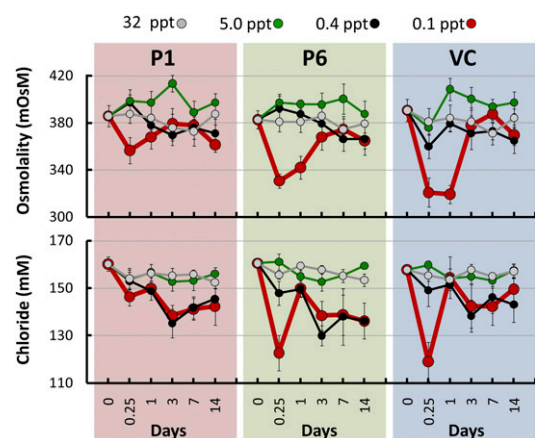 32 ppt 5.0 ppt 0.4 ppt 0.1 ppt
P1 P6 VC
Osmolality (mOsM)
420
380
340
300
Chloride (mM)
170
150
130
110
0 0.25 1 3 7 14 0 0.25 1 3 7 14 0 0.25 1 3 7 14
Days Days Days